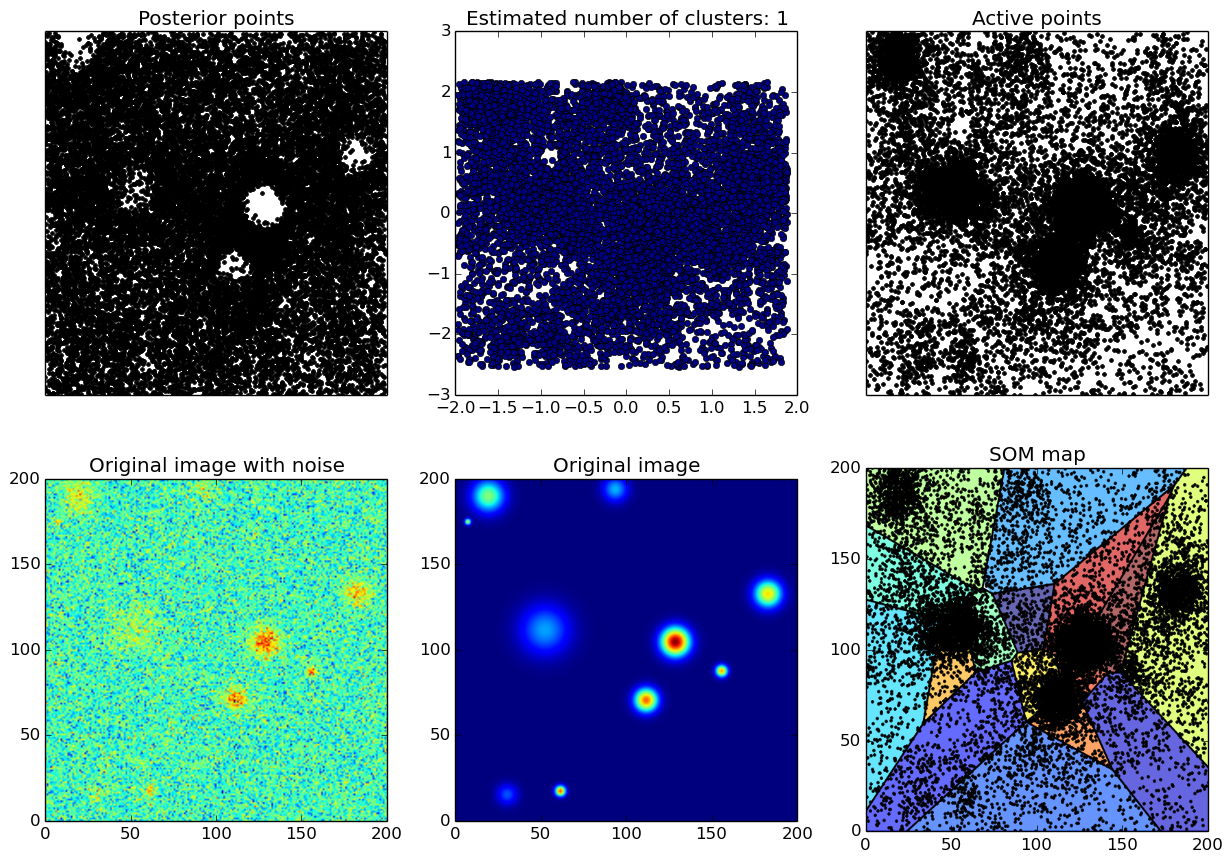 Posterior points
Estimated number of clusters: 1
Active points
3
2
1
0
−1
−2
−3
−2.0 −1.5 −1.0 −0.5 0.0 0.5 1.0 1.5 2.0
Original image with noise
Original image
SOM map
200
150
100
50
0
0 50 100 150 200
200
150
100
50
0
0 50 100 150 200
200
150
100
50
0
0 50 100 150 200